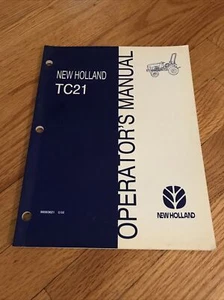 NEW HOLLAND
TC21
OPERATOR'S MANUAL
NEW HOLLAND